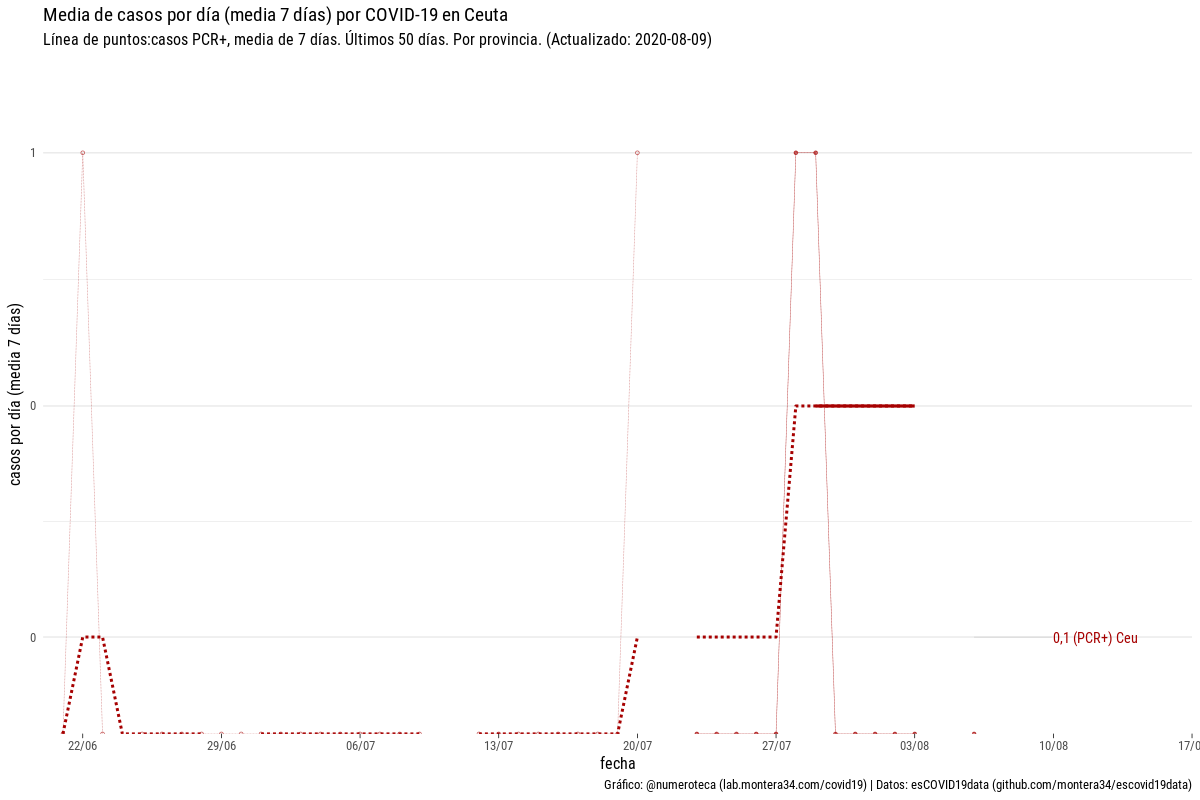 Media de casos por día (media 7 días) por COVID-19 en Ceuta
Línea de puntos:casos PCR+, media de 7 días. Últimos 50 días. Por provincia. (Actualizado: 2020-08-09)
casos por día (media 7 días)
1
0
0
0,1 (PCR+) Ceu
22/06
29/06
06/07
13/07
20/07
27/07
03/08
10/08
17/0
fecha
Gráfico: @numeroteca (lab.montera34.com/covid19) | Datos: esCOVID19data (github.com/montera34/escovid19data)